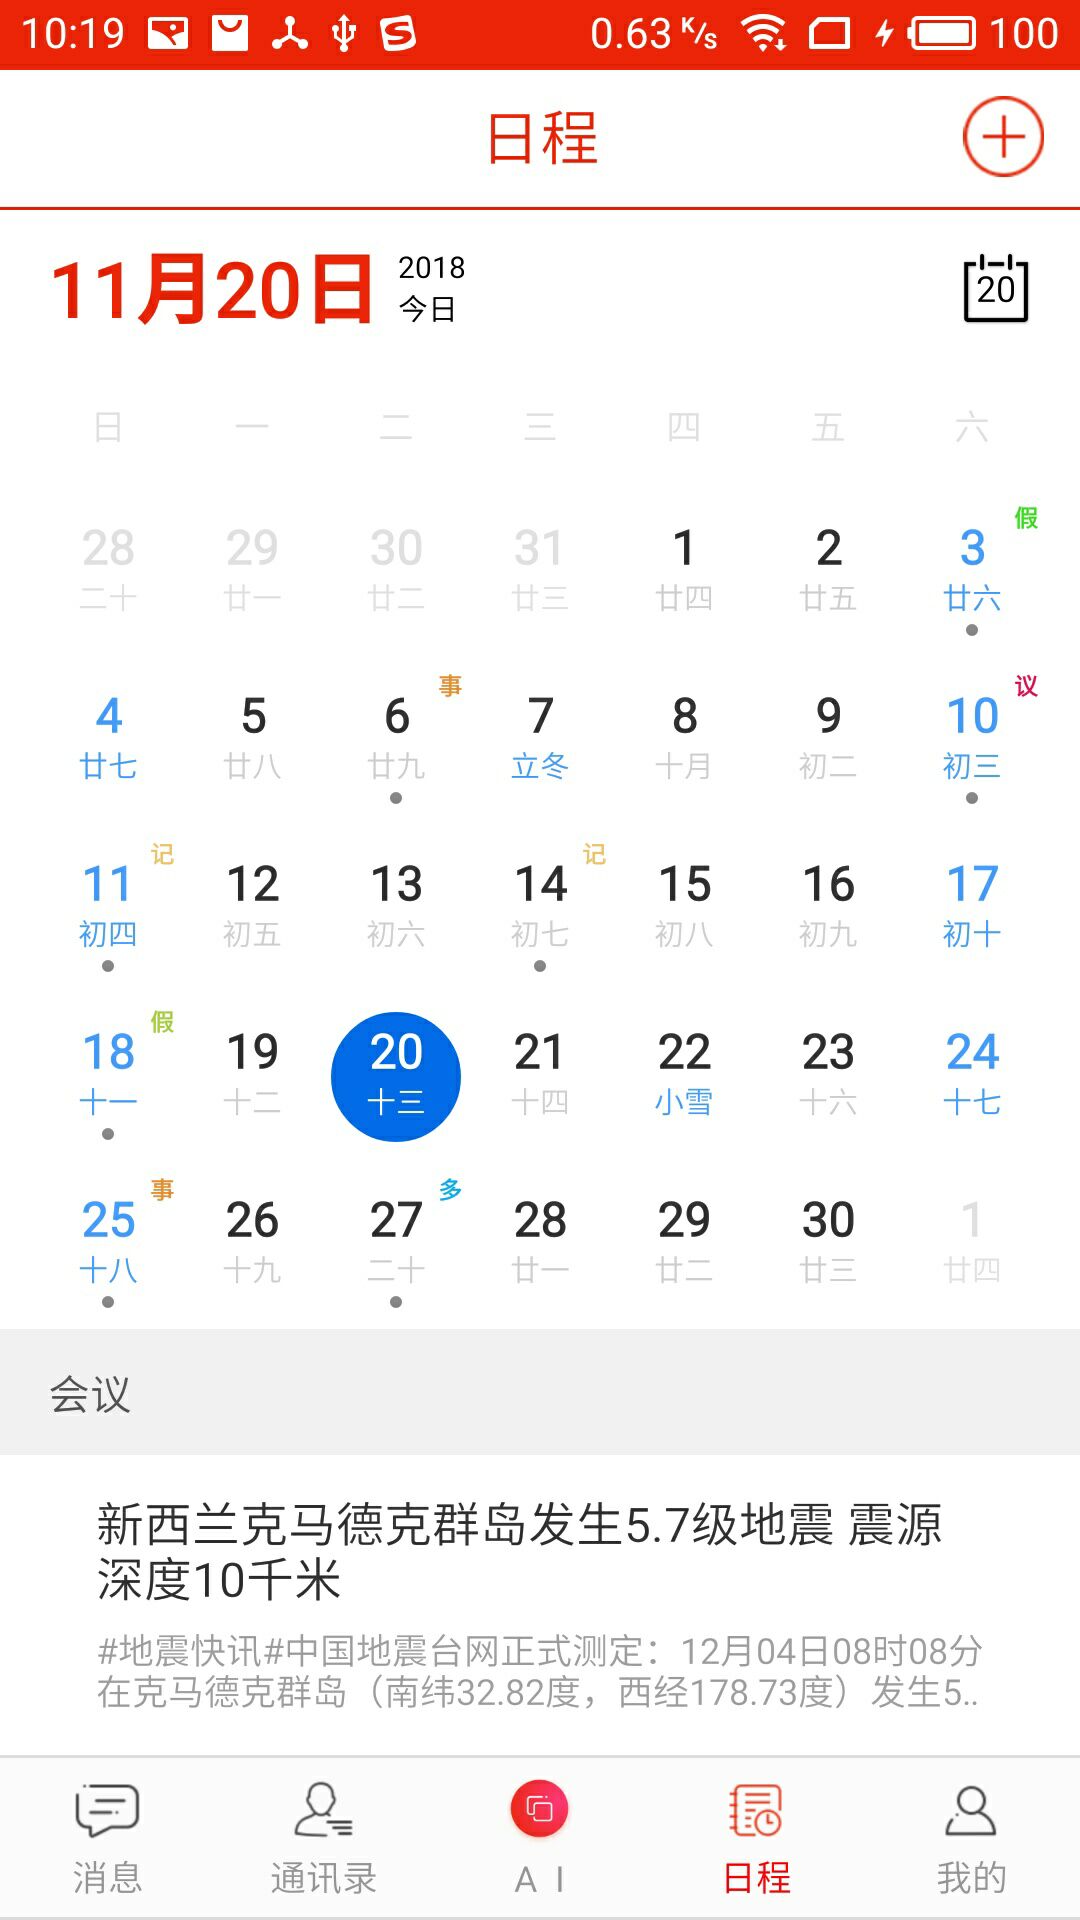 10:19 0.63 K/s 100
日程
11月20日 2018
今日
20
日 一 二 三 四 五 六
假
28 29 30 31 1 2 3
二十 廿一 廿二 廿三 廿四 廿五 廿六
事 议
4 5 6 7 8 9 10
廿七 廿八 廿九 立冬 十月 初二 初三
记 记
11 12 13 14 15 16 17
初四 初五 初六 初七 初八 初九 初十
假
18 19 20 21 22 23 24
十一 十二 十三 十四 小雪 十六 十七
事 多
25 26 27 28 29 30 1
十八 十九 二十 廿一 廿二 廿三 廿四
会议
新西兰克马德克群岛发生5.7级地震 震源
深度10千米
#地震快讯#中国地震台网正式测定：12月04日08时08分
在克马德克群岛（南纬32.82度，西经178.73度）发生5..
消息 通讯录 AI 日程 我的